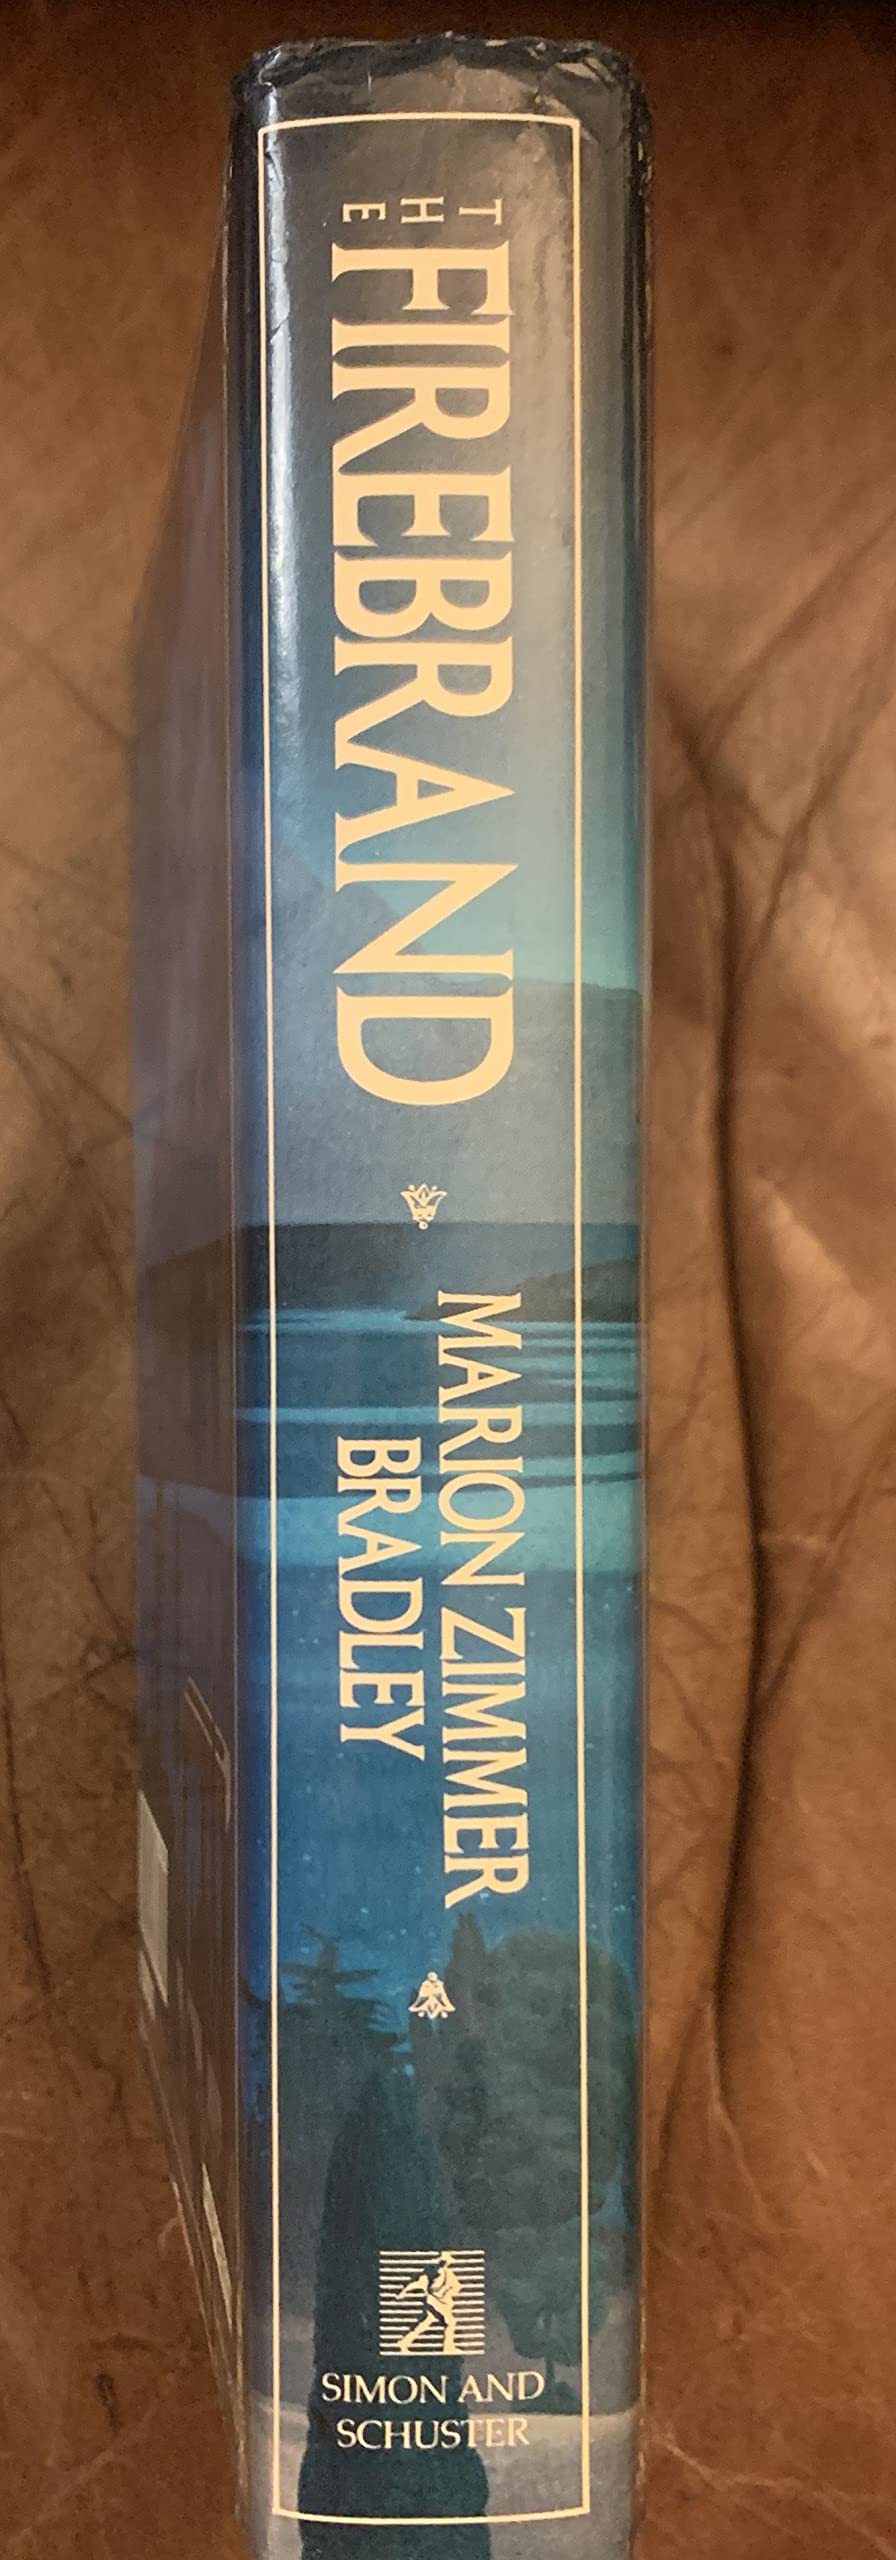 THE
FIREBRAND
MARION ZIMMER
BRADLEY
SIMON AND
SCHUSTER